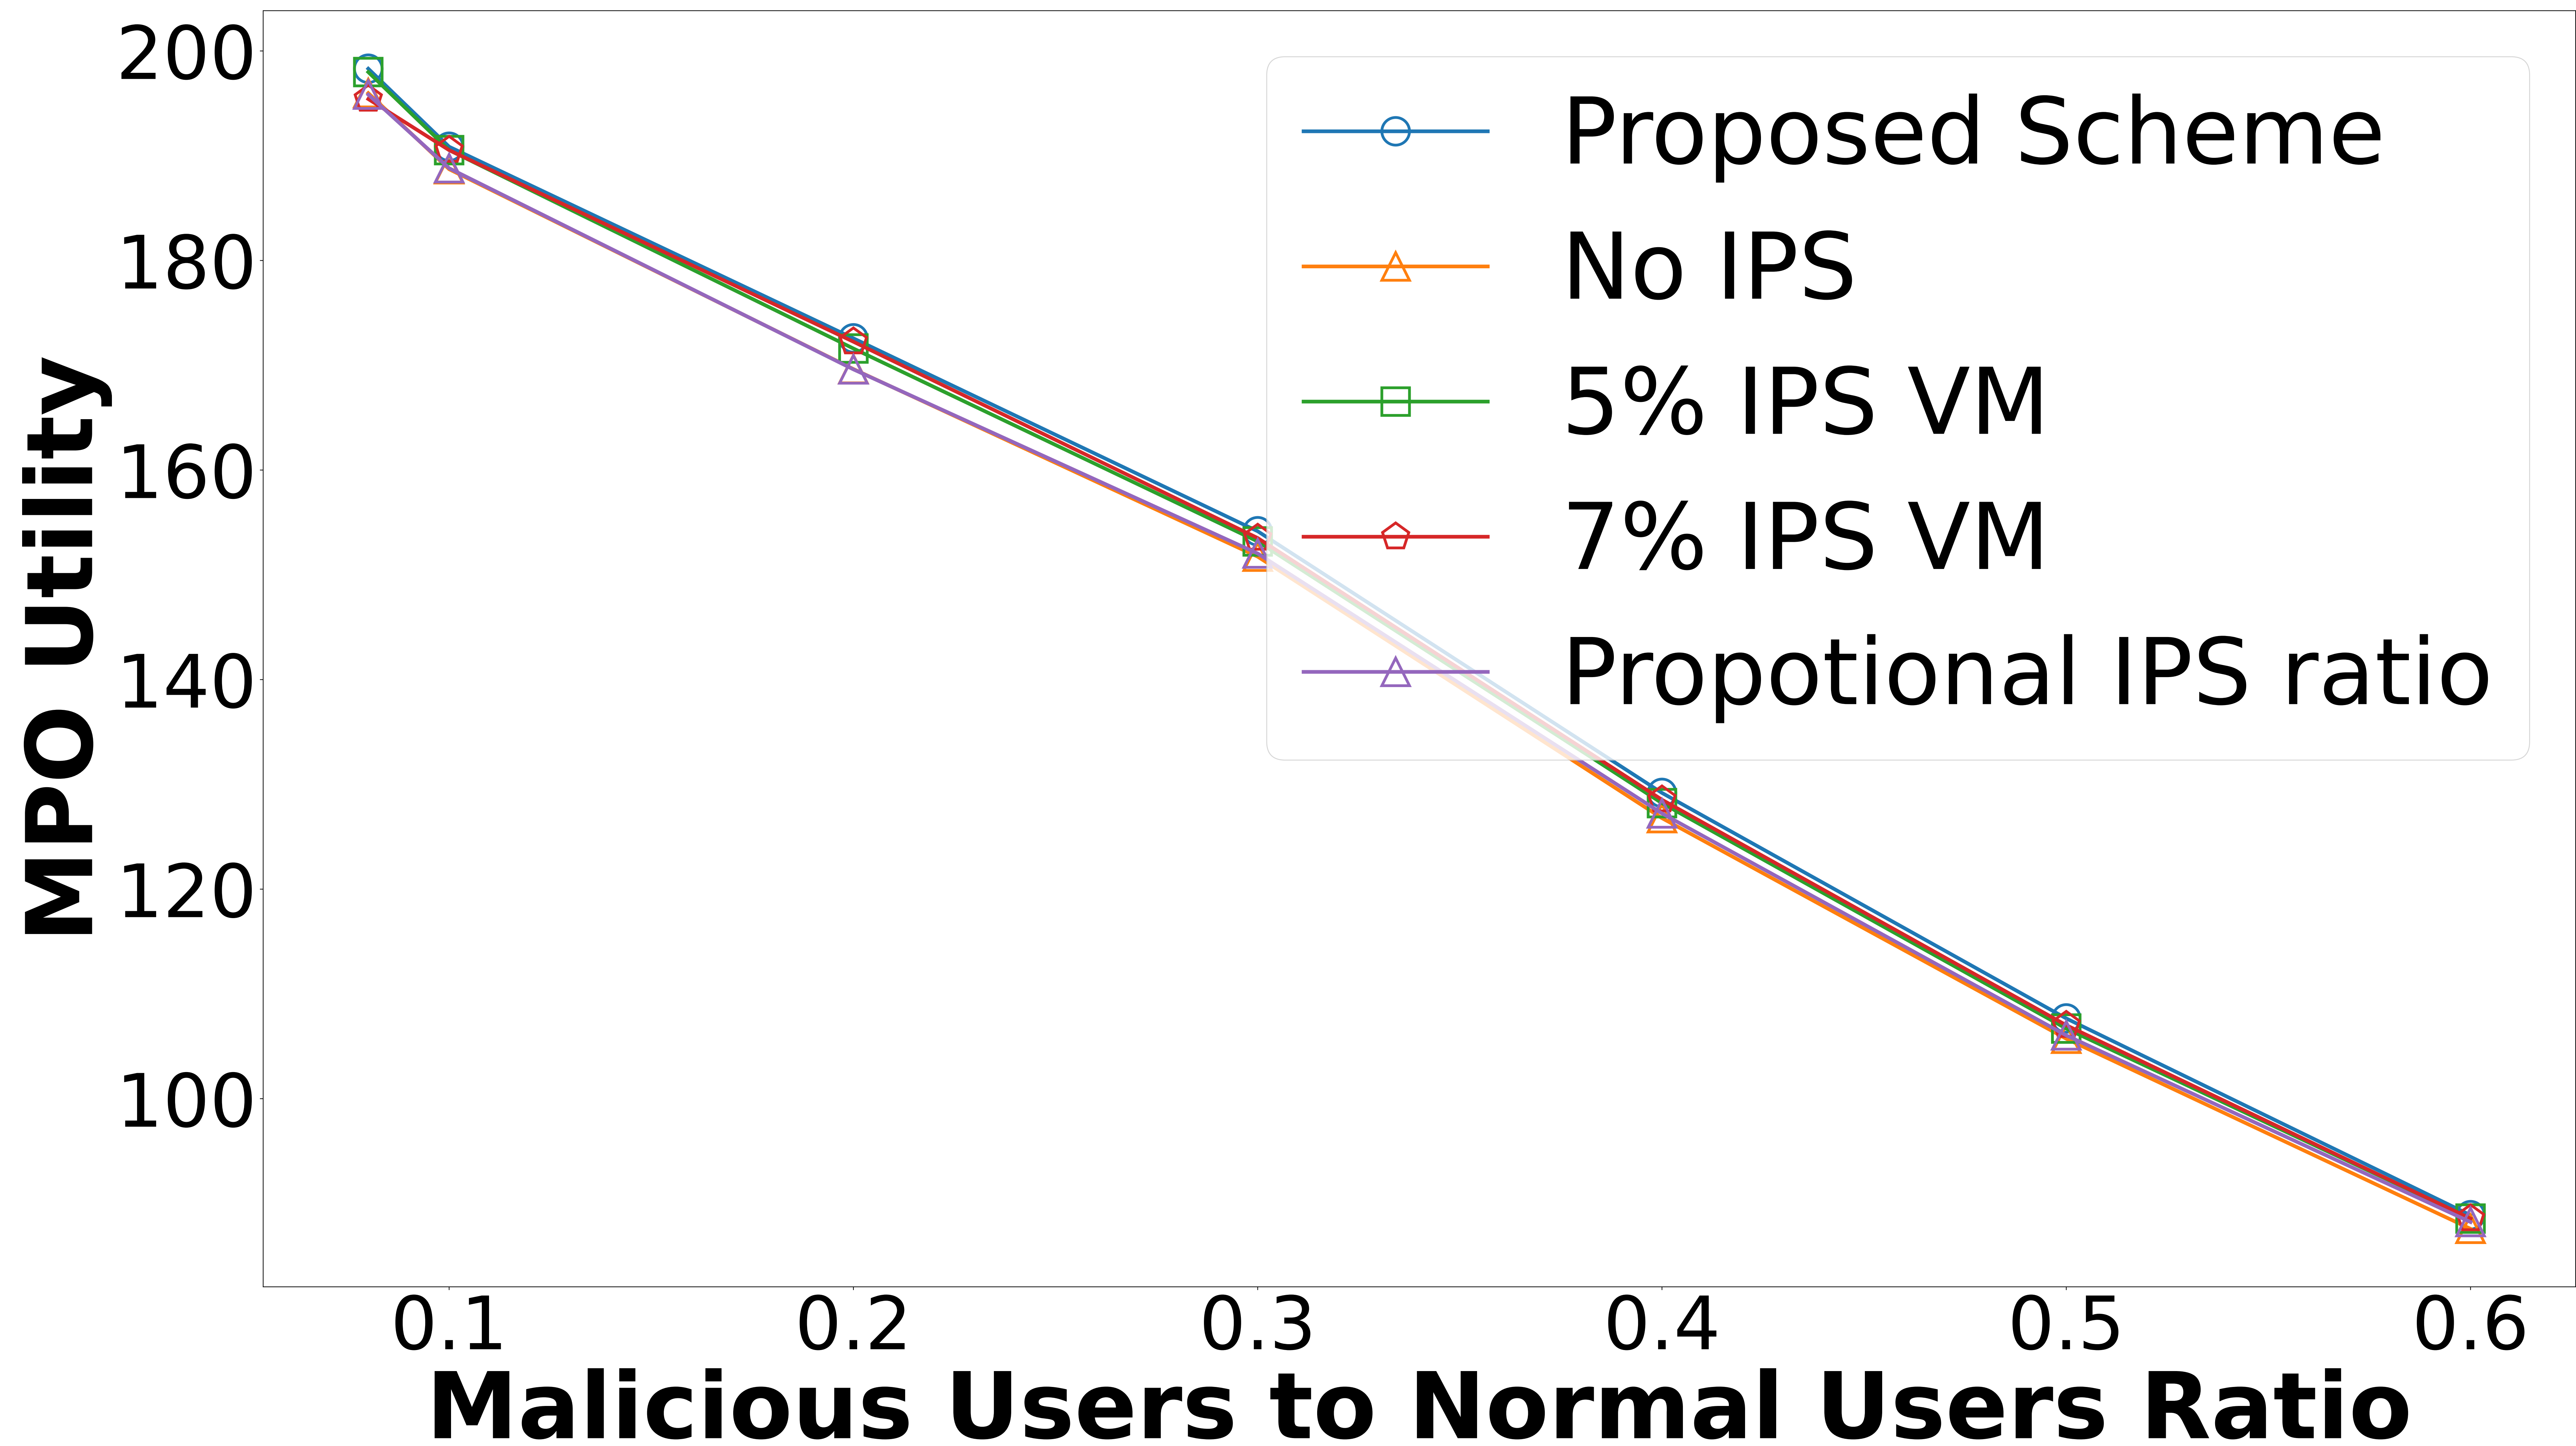 200
180
160
140
120
100
MPO Utility
Proposed Scheme
No IPS
5% IPS VM
7% IPS VM
Propotional IPS ratio
0.1 0.2 0.3 0.4 0.5 0.6
Malicious Users to Normal Users Ratio